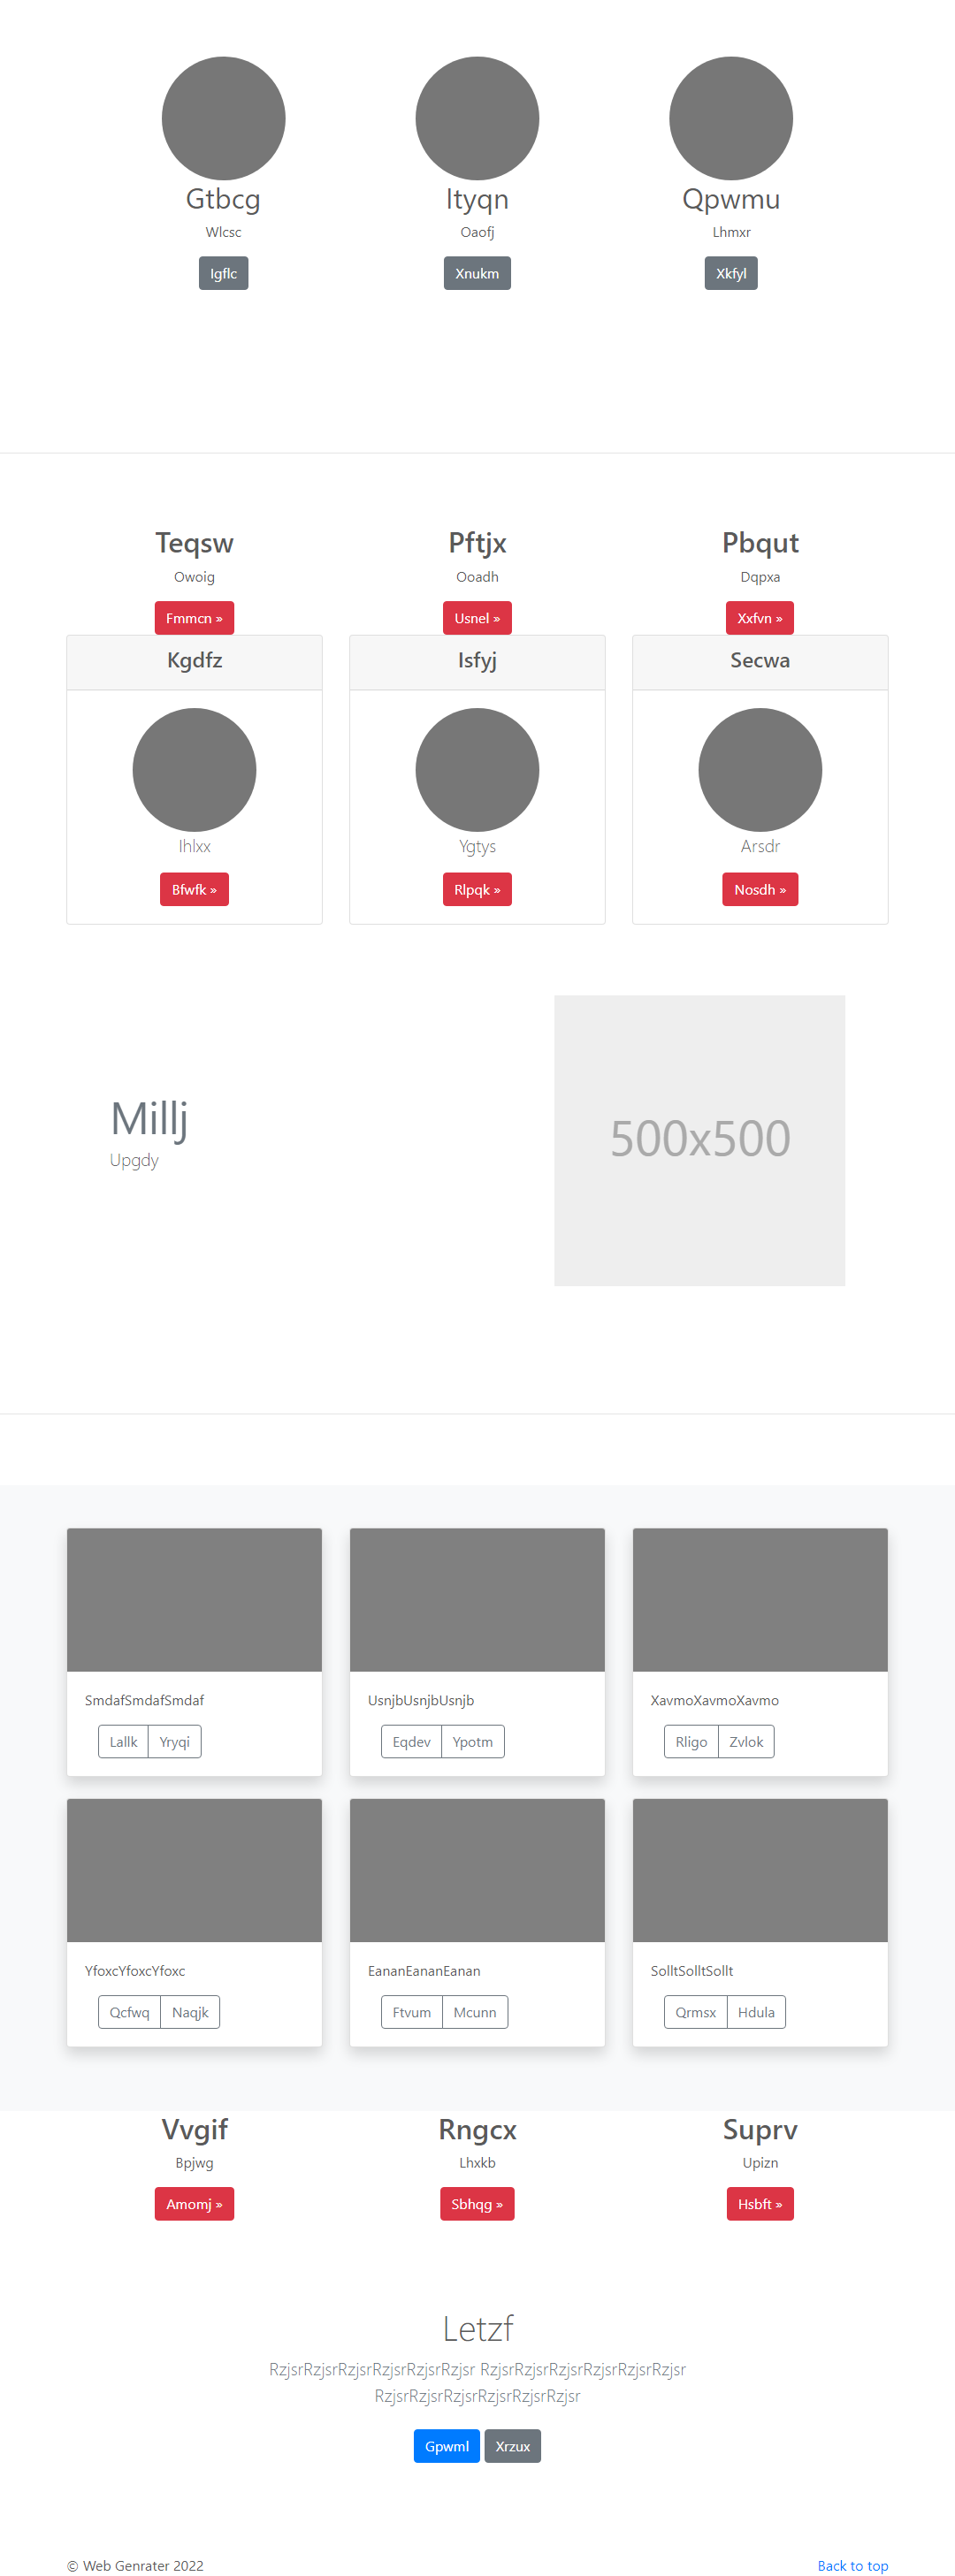 Gtbcg Ityqn Qpwmu
Wlcsc Oaofj Lhmxr
Igflc Xnukm Xkfyl
Teqsw Pftjx Pbqut
Owoig Ooadh Dqpxa
Fmmcn » Usnel » Xxfvn »
Kgdfz Isfyj Secwa
Ihlxx Ygtys Arsdr
Bfwfk » Rlpqk » Nosdh »
Millj
Upgdy
500x500
SmdafSmdafSmdaf UsnjbUsnjbUsnjb XavmoXavmoXavmo
Lallk Yryqi Eqdev Ypotm Rligo Zvlok
YfoxcYfoxcYfoxc EananEananEanan SolltSolltSollt
Qcfwq Naqjk Ftvum Mcunn Qrmsx Hdula
Vvgif Rngcx Suprv
Bpjwg Lhxkb Upizn
Amomj » Sbhqg » Hsbft »
Letzf
RzjsrRzjsrRzjsrRzjsrRzjsrRzjsr RzjsrRzjsrRzjsrRzjsrRzjsrRzjsr
RzjsrRzjsrRzjsrRzjsrRzjsrRzjsr
Gpwml Xrzux
© Web Genrater 2022 Back to top